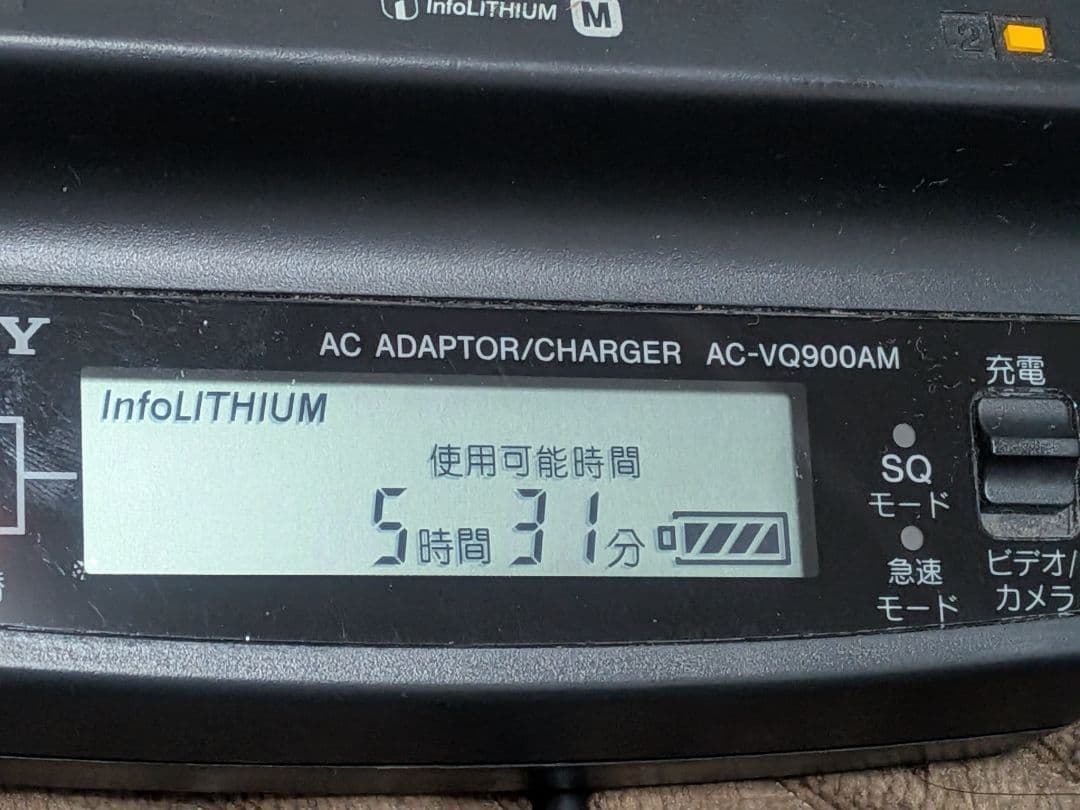 InfoLITHIUM M
2
Y
AC ADAPTOR/CHARGER AC-VQ900AM
充電
InfoLITHIUM
使用可能時間
5時間31分
SQ
モード
急速
モード
ビデオ/
カメラ